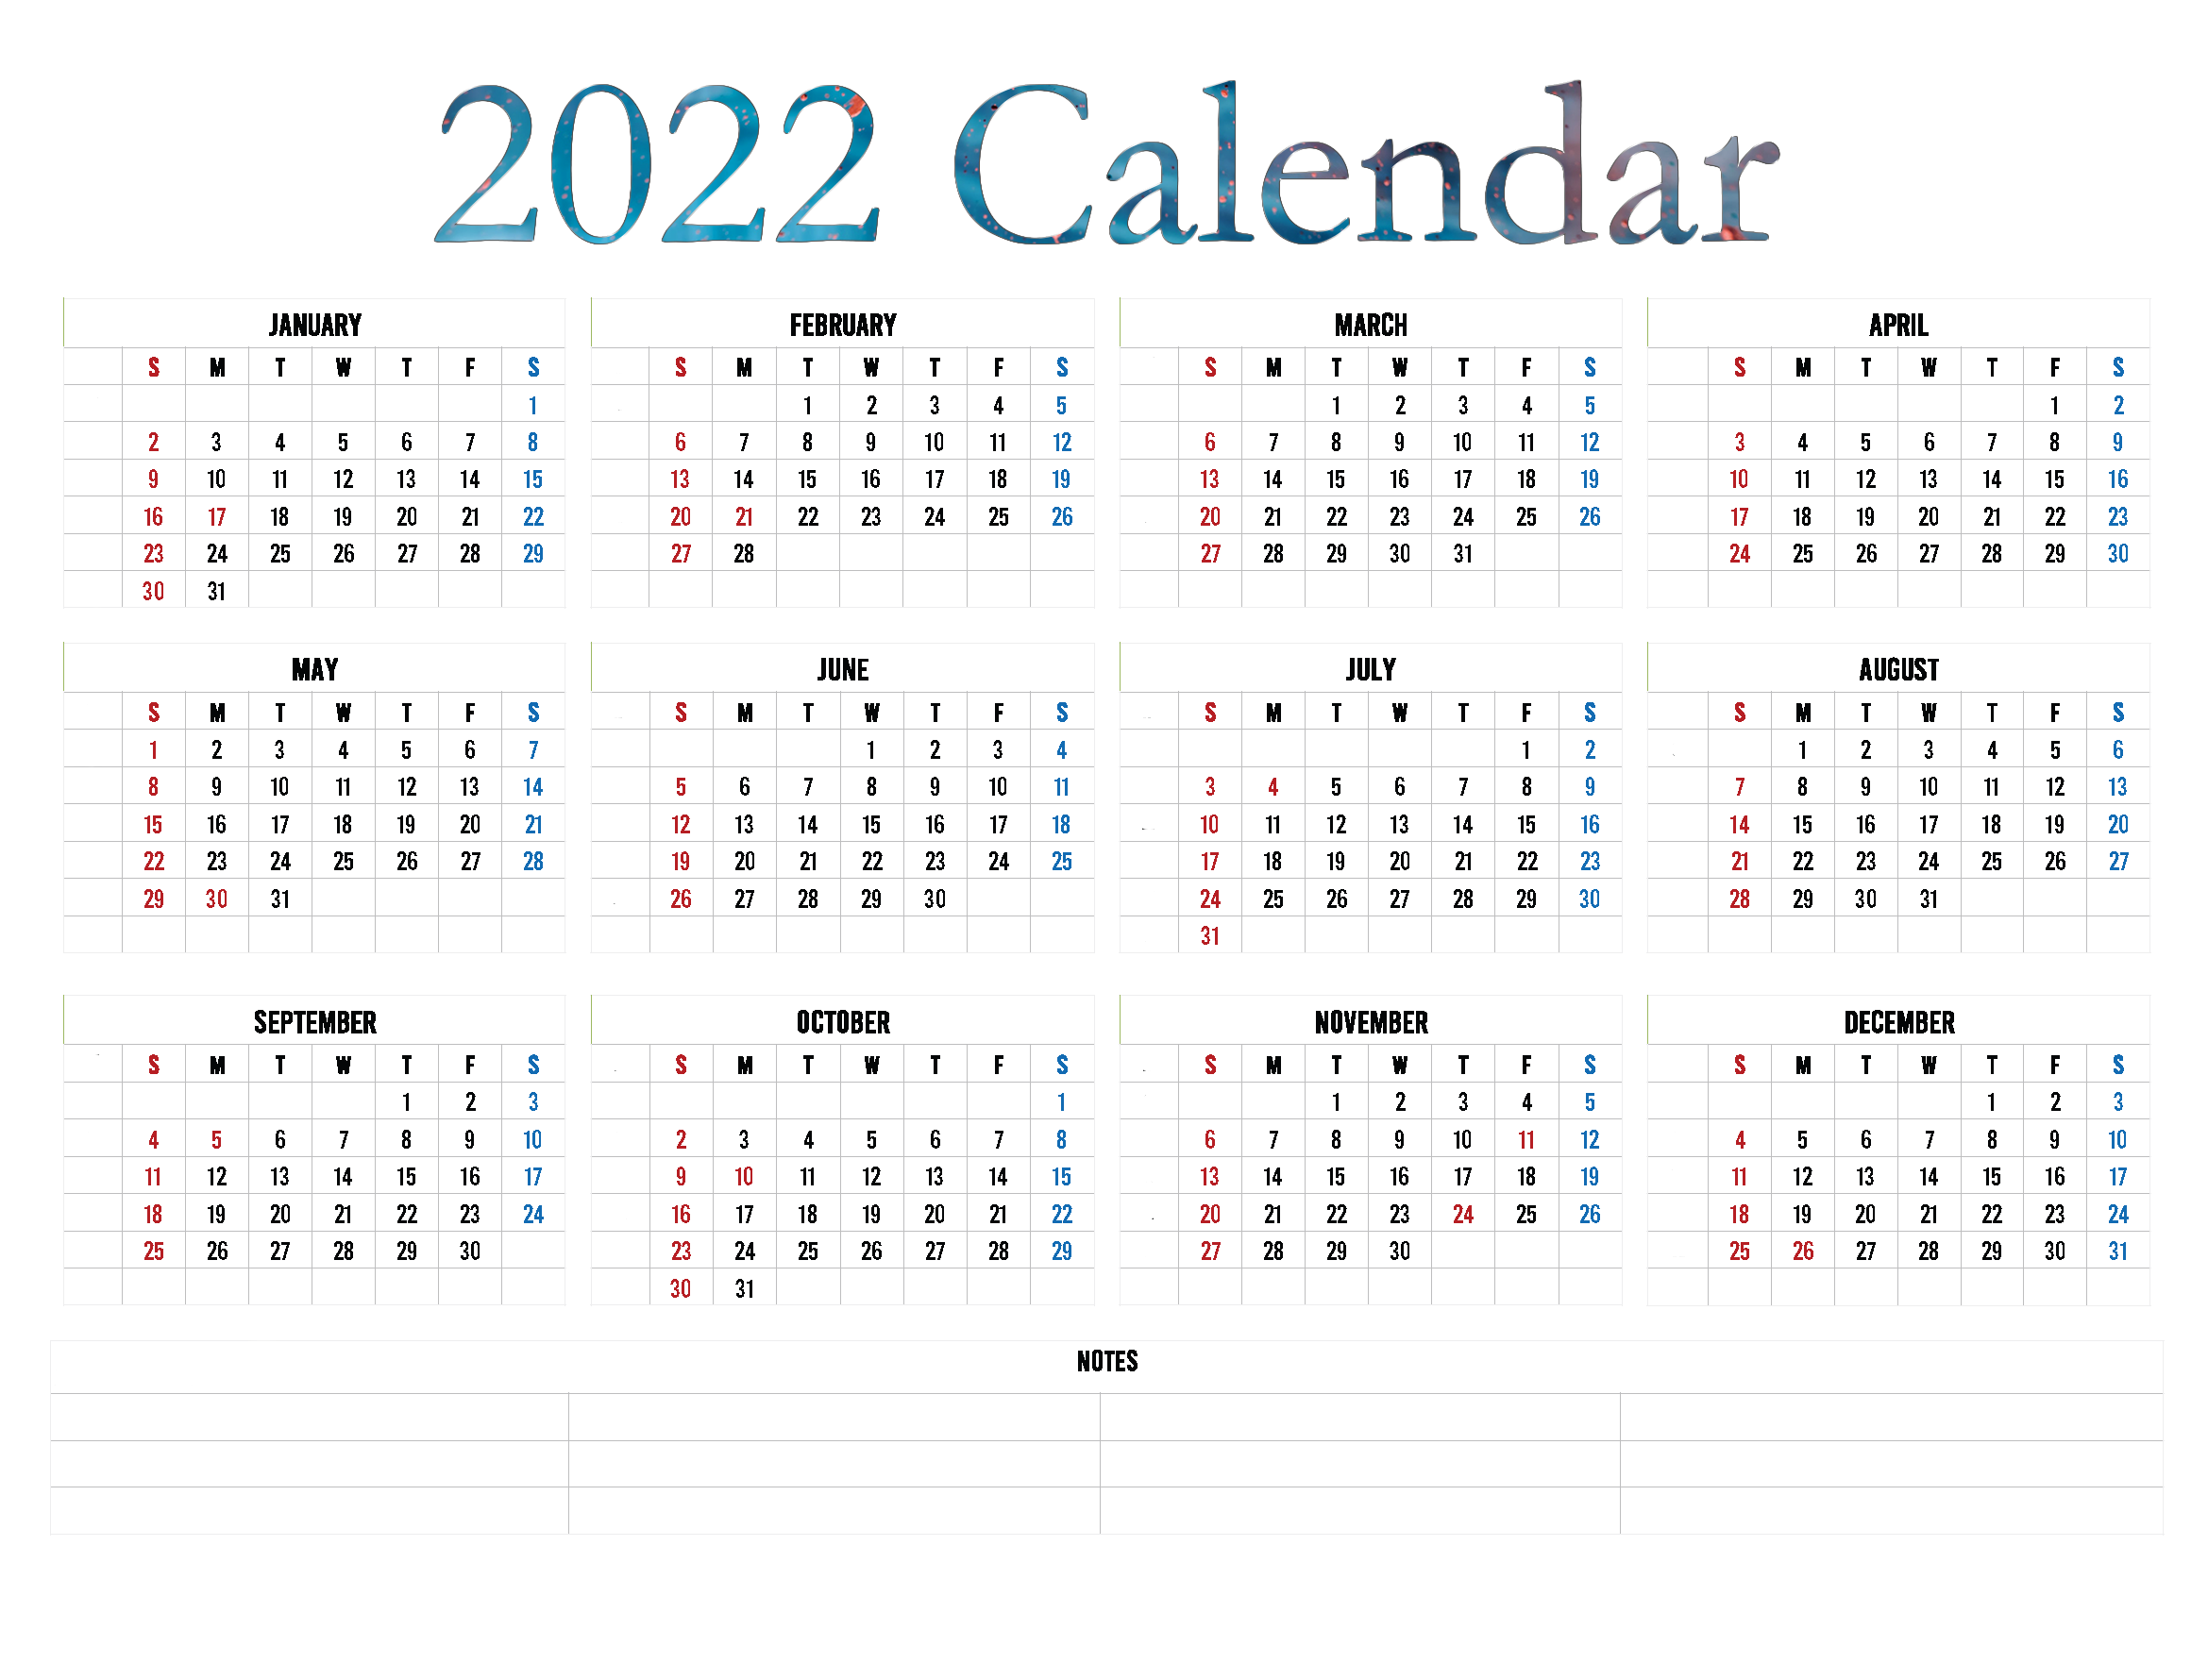 2022 Calendar
JANUARY
S M T W T F S
1
2 3 4 5 6 7 8
9 10 11 12 13 14 15
16 17 18 19 20 21 22
23 24 25 26 27 28 29
30 31
FEBRUARY
S M T W T F S
1 2 3 4 5
6 7 8 9 10 11 12
13 14 15 16 17 18 19
20 21 22 23 24 25 26
27 28
MARCH
S M T W T F S
1 2 3 4 5
6 7 8 9 10 11 12
13 14 15 16 17 18 19
20 21 22 23 24 25 26
27 28 29 30 31
APRIL
S M T W T F S
1 2
3 4 5 6 7 8 9
10 11 12 13 14 15 16
17 18 19 20 21 22 23
24 25 26 27 28 29 30
MAY
S M T W T F S
1 2 3 4 5 6 7
8 9 10 11 12 13 14
15 16 17 18 19 20 21
22 23 24 25 26 27 28
29 30 31
JUNE
S M T W T F S
1 2 3 4
5 6 7 8 9 10 11
12 13 14 15 16 17 18
19 20 21 22 23 24 25
26 27 28 29 30
JULY
S M T W T F S
1 2
3 4 5 6 7 8 9
10 11 12 13 14 15 16
17 18 19 20 21 22 23
24 25 26 27 28 29 30
31
AUGUST
S M T W T F S
1 2 3 4 5 6
7 8 9 10 11 12 13
14 15 16 17 18 19 20
21 22 23 24 25 26 27
28 29 30 31
SEPTEMBER
S M T W T F S
1 2 3
4 5 6 7 8 9 10
11 12 13 14 15 16 17
18 19 20 21 22 23 24
25 26 27 28 29 30
OCTOBER
S M T W T F S
1
2 3 4 5 6 7 8
9 10 11 12 13 14 15
16 17 18 19 20 21 22
23 24 25 26 27 28 29
30 31
NOVEMBER
S M T W T F S
1 2 3 4 5
6 7 8 9 10 11 12
13 14 15 16 17 18 19
20 21 22 23 24 25 26
27 28 29 30
DECEMBER
S M T W T F S
1 2 3
4 5 6 7 8 9 10
11 12 13 14 15 16 17
18 19 20 21 22 23 24
25 26 27 28 29 30 31
NOTES